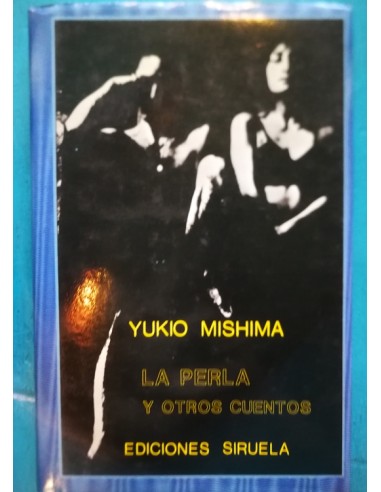 YUKIO MISHIMA
LA PERLA
Y OTROS CUENTOS
EDICIONES SIRUELA